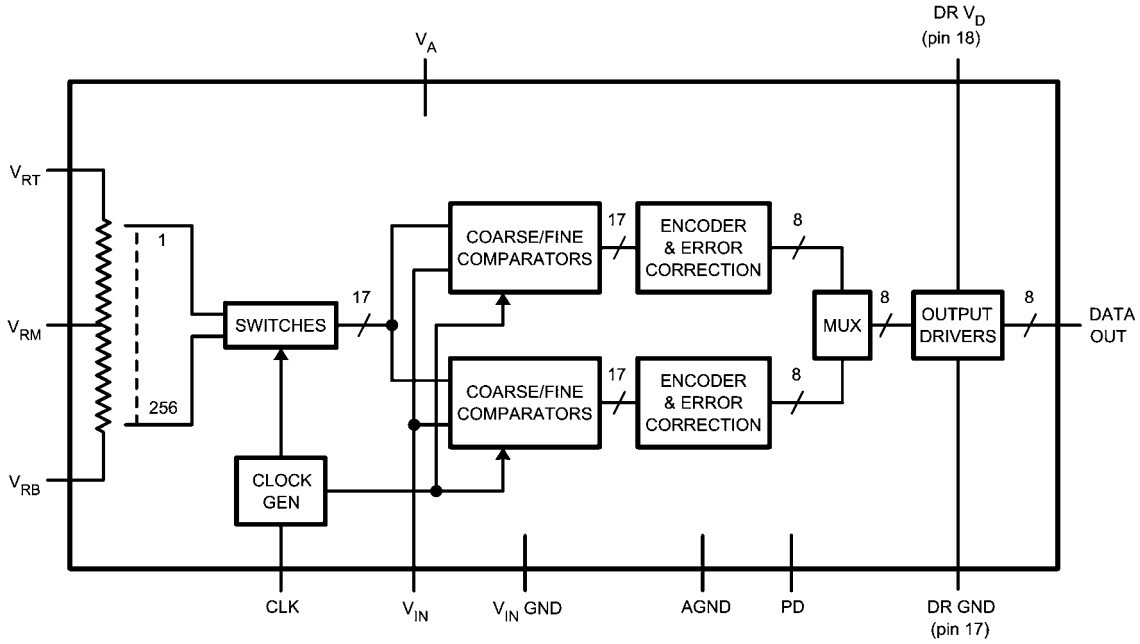 DR V_D
(pin 18)
V_A
V_RT
1
17
COARSE/FINE
COMPARATORS
17
ENCODER
& ERROR
CORRECTION
8
V_RM
SWITCHES
17
MUX
8
OUTPUT
DRIVERS
8
DATA
OUT
256
COARSE/FINE
COMPARATORS
17
ENCODER
& ERROR
CORRECTION
8
V_RB
CLOCK
GEN
CLK
V_IN
V_IN GND
AGND
PD
DR GND
(pin 17)